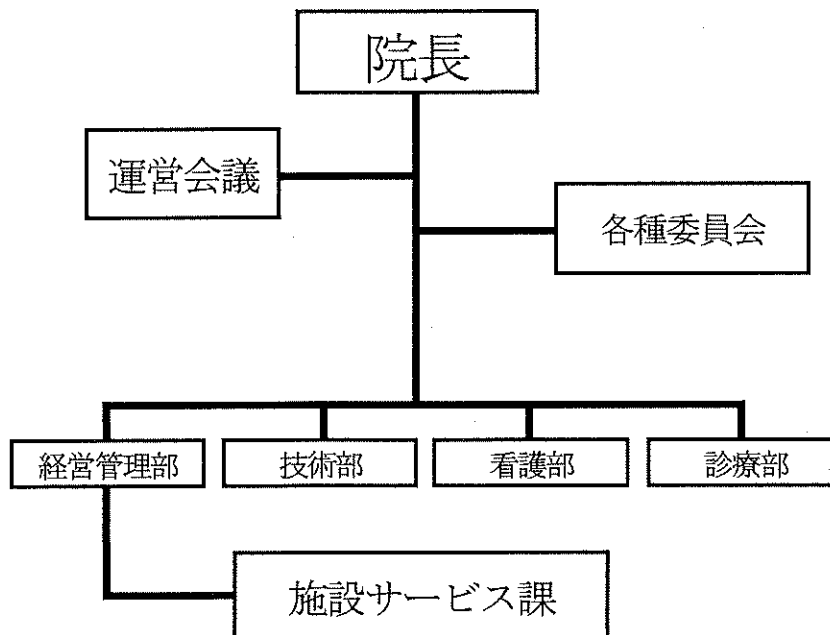 院長
運営会議
各種委員会
経営管理部
技術部
看護部
診療部
施設サービス課